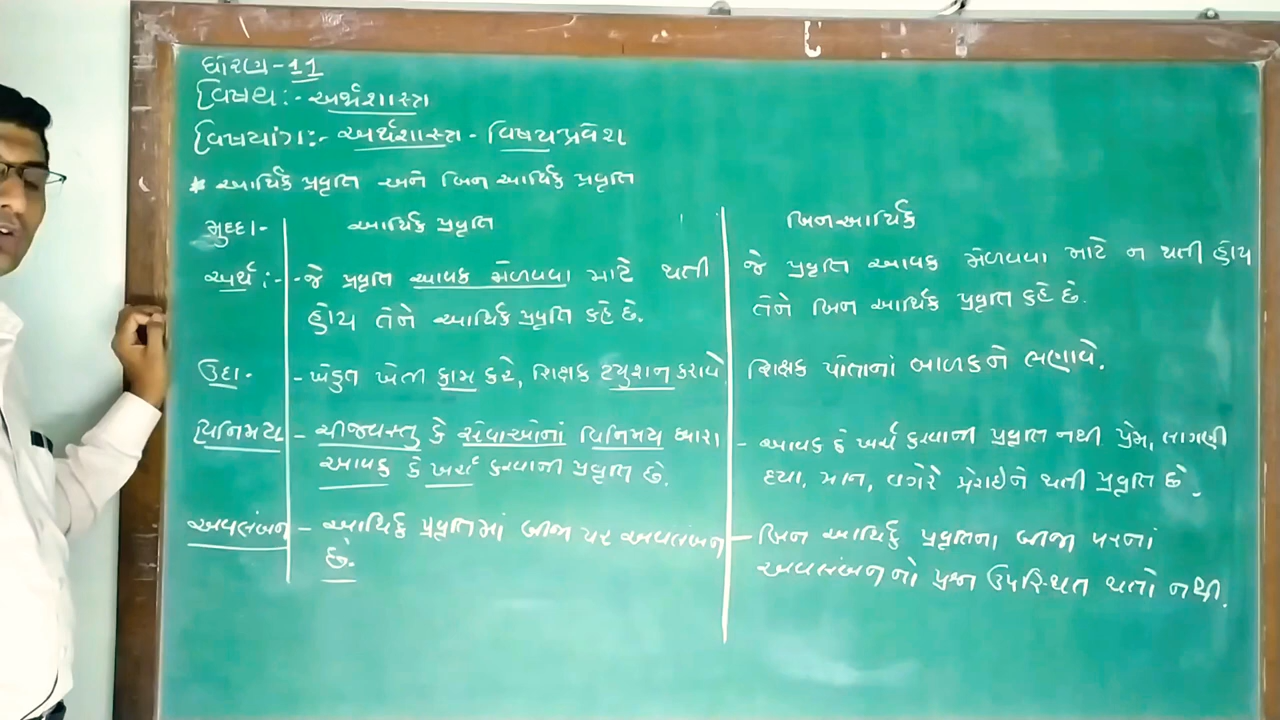 ધોરણ-11
વિષય:- અર્થશાસ્ત્ર
વિષયાંગ:- અર્થશાસ્ત્ર - વિષયપ્રવેશ
* આર્થિક પ્રવૃત્તિ અને બિન આર્થિક પ્રવૃતિ
મુદ્દા- આર્થિક પ્રવૃતિ બિનઆર્થિક
અર્થ:- -જે પ્રવૃતિ આવક મેળવવા માટે થતી જે પ્રવૃતિ આવક મેળવવા માટે ન થતી હોય
હોય તેને આર્થિક પ્રવૃતિ કહે છે. તેને બિન આર્થિક પ્રવૃતિ કહે છે.
ઉદા. -ખેડુત ખેતી કામ કરે, શિક્ષક ટયુશન કરાવે શિક્ષક પોતાનાં બાળકને ભણાવે.
વિનિમય - ચીજવસ્તુ કે સેવાઓનાં વિનિમય ધ્વારા - આવક કે ખર્ચ કરવાની પ્રવૃતિ નથી પ્રેમ, લાગણી
આવક કે ખર્ચ કરવાની પ્રવૃતિ છે. દયા, માન, વગેરે પ્રેરાઇને થતી પ્રવૃતિ છે.
અવલંબન - આર્થિક પ્રવૃતિમાં બીજા પર અવલંબન - બિન આર્થિક પ્રવૃતિના બીજા પરનાં
છે. અવલંબનનો પ્રશ્ન ઉપસ્થિત થતો નથી.